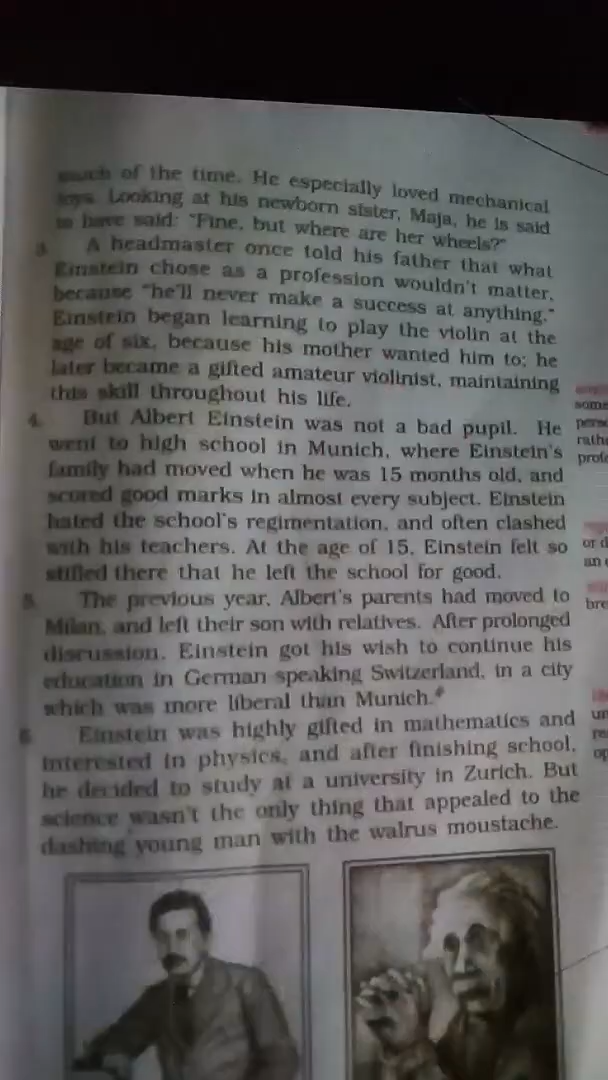 much of the time. He especially loved mechanical
toys. Looking at his newborn sister, Maja, he is said
to have said: "Fine, but where are her wheels?"
3. A headmaster once told his father that what
Einstein chose as a profession wouldn't matter,
because "he'll never make a success at anything."
Einstein began learning to play the violin at the
age of six, because his mother wanted him to; he
later became a gifted amateur violinist, maintaining
this skill throughout his life.
4. But Albert Einstein was not a bad pupil. He
went to high school in Munich, where Einstein's
family had moved when he was 15 months old, and
scored good marks in almost every subject. Einstein
hated the school's regimentation, and often clashed
with his teachers. At the age of 15, Einstein felt so
stifled there that he left the school for good.
5. The previous year, Albert's parents had moved to
Milan, and left their son with relatives. After prolonged
discussion, Einstein got his wish to continue his
education in German speaking Switzerland, in a city
which was more liberal than Munich.*
6. Einstein was highly gifted in mathematics and
interested in physics, and after finishing school,
he decided to study at a university in Zurich. But
science wasn't the only thing that appealed to the
dashing young man with the walrus moustache.
some
pers
rath
prof
or d
an
bre
un
re
op